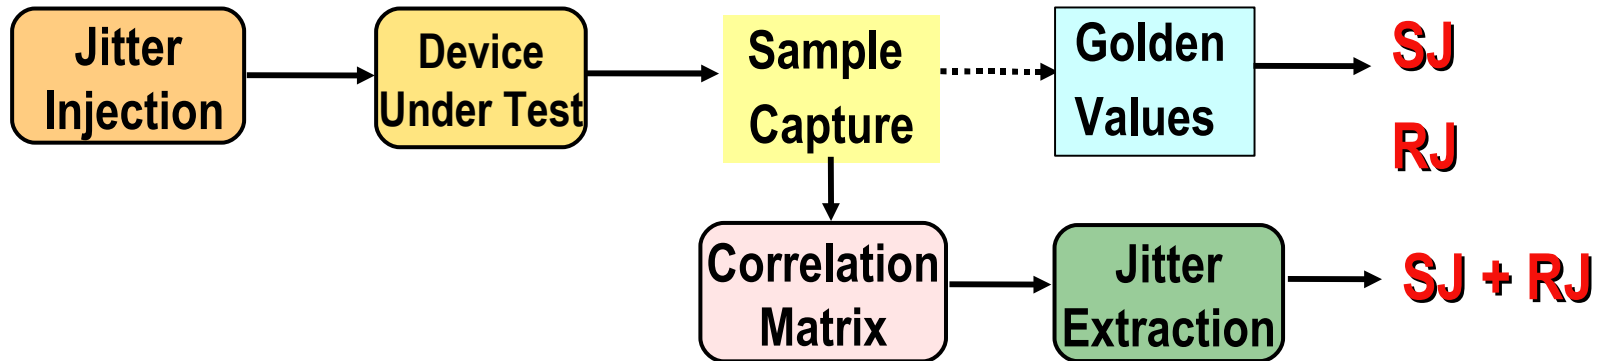 Jitter
Injection
Device
Under Test
Sample
Capture
Golden
Values
SJ
RJ
Correlation
Matrix
Jitter
Extraction
SJ + RJ